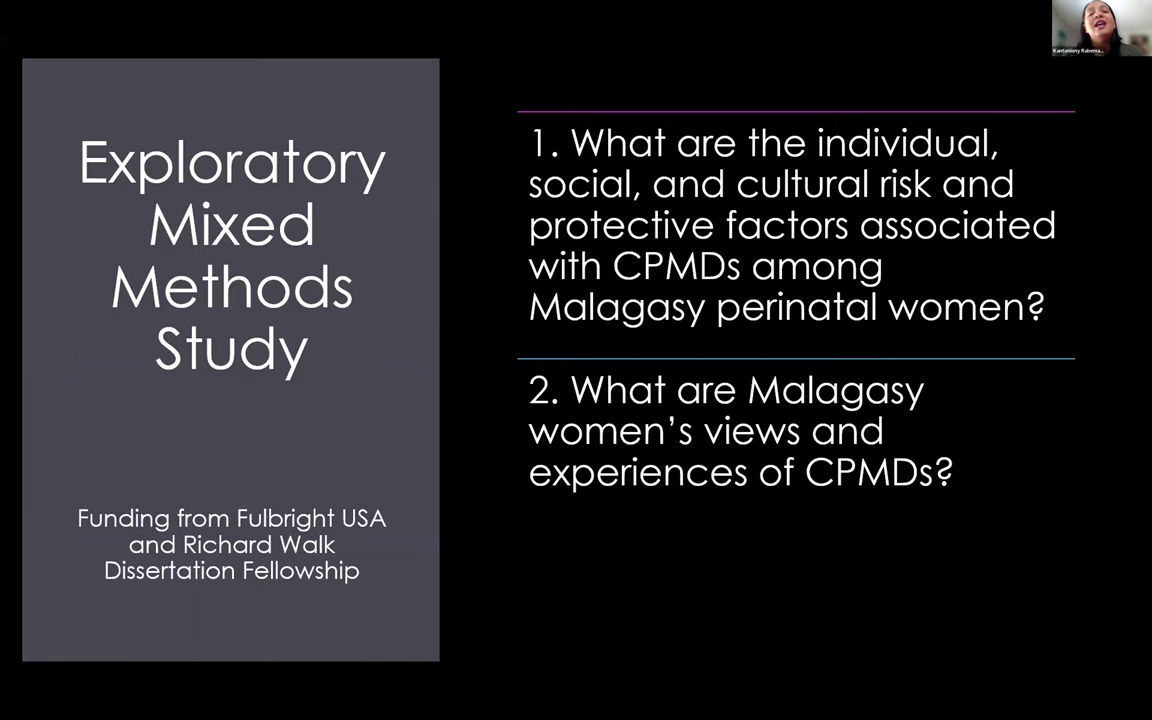 Exploratory
Mixed
Methods
Study
Funding from Fulbright USA
and Richard Walk
Dissertation Fellowship
1. What are the individual,
social, and cultural risk and
protective factors associated
with CPMDs among
Malagasy perinatal women?
2. What are Malagasy
women’s views and
experiences of CPMDs?
Kantoniony Rabema...